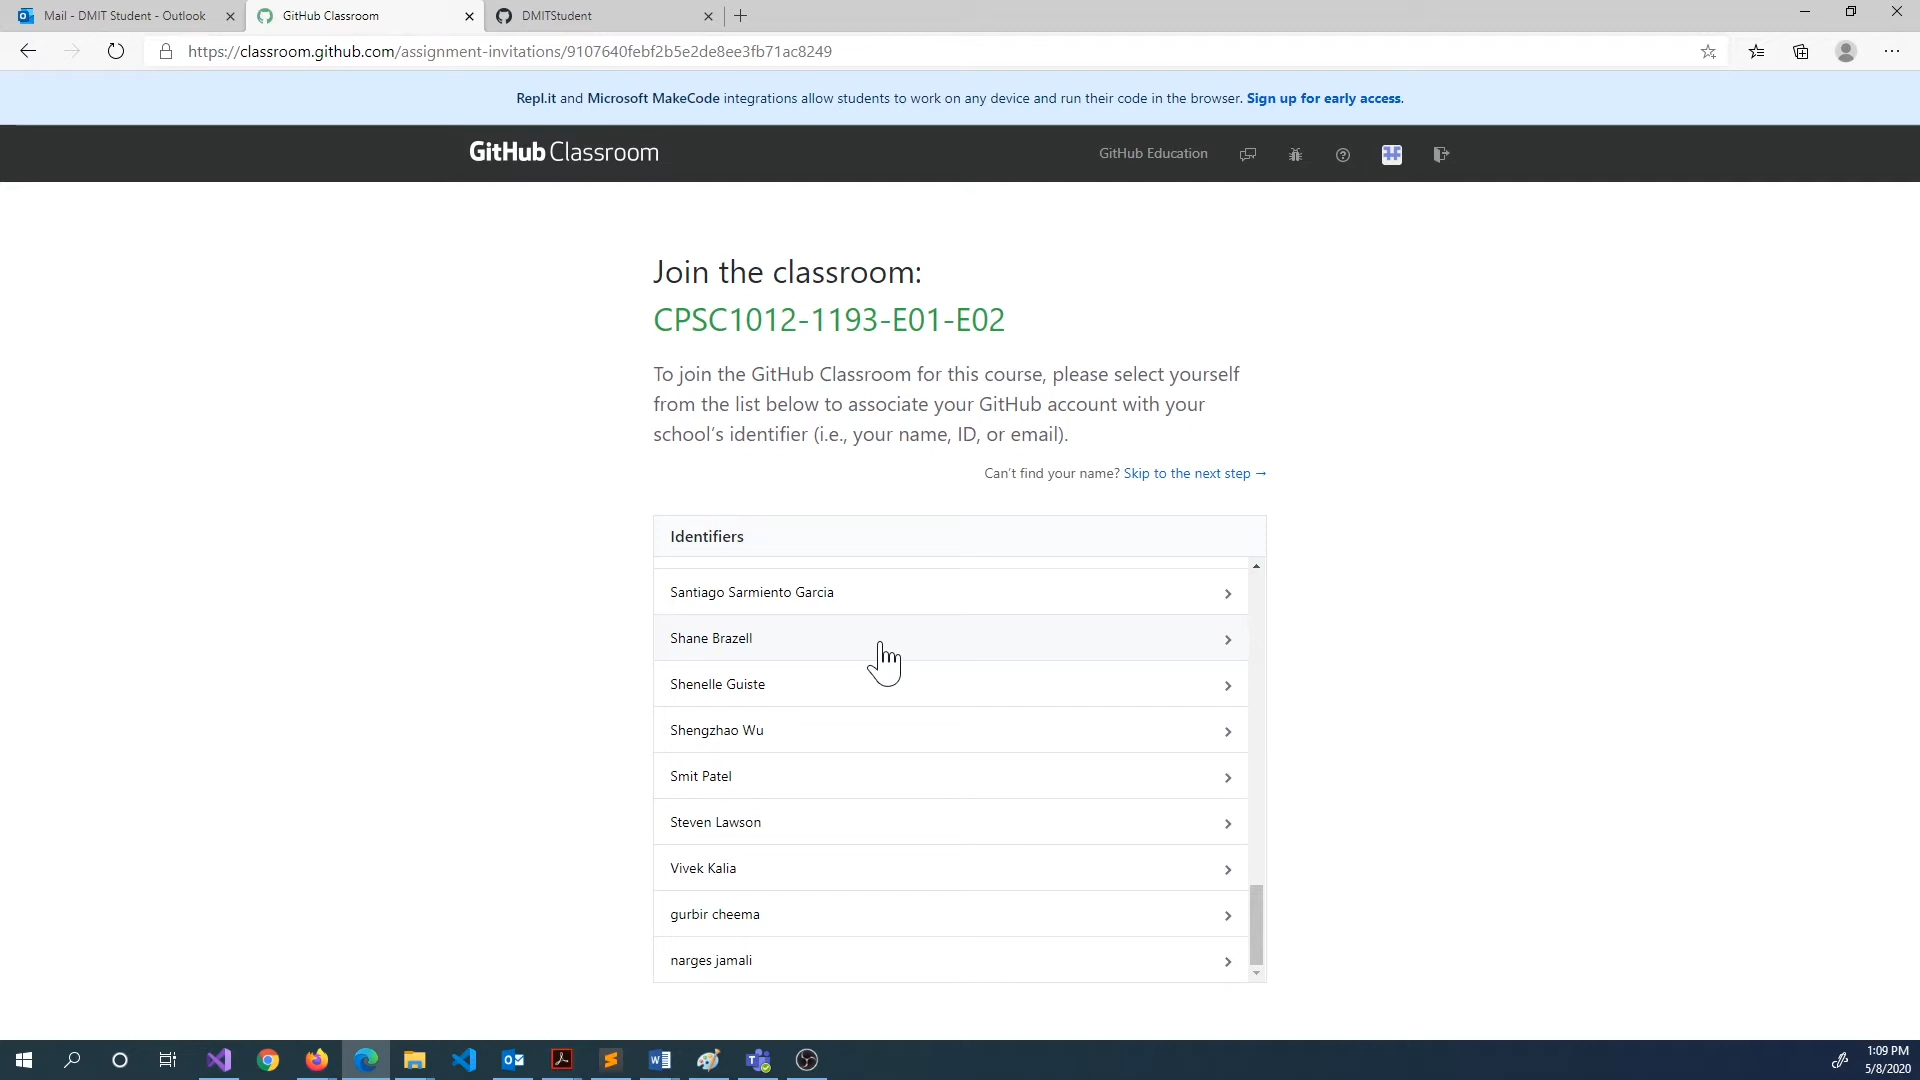 Mail - DMIT Student - Outlook
GitHub Classroom
DMITStudent
https://classroom.github.com/assignment-invitations/9107640febf2b5e2de8ee3fb71ac8249
Repl.it and Microsoft MakeCode integrations allow students to work on any device and run their code in the browser. Sign up for early access.
GitHub Classroom
GitHub Education
Join the classroom:
CPSC1012-1193-E01-E02
To join the GitHub Classroom for this course, please select yourself
from the list below to associate your GitHub account with your
school's identifier (i.e., your name, ID, or email).
Can't find your name? Skip to the next step →
Identifiers
Santiago Sarmiento Garcia
Shane Brazell
Shenelle Guiste
Shengzhao Wu
Smit Patel
Steven Lawson
Vivek Kalia
gurbir cheema
narges jamali
1:09 PM
5/8/2020